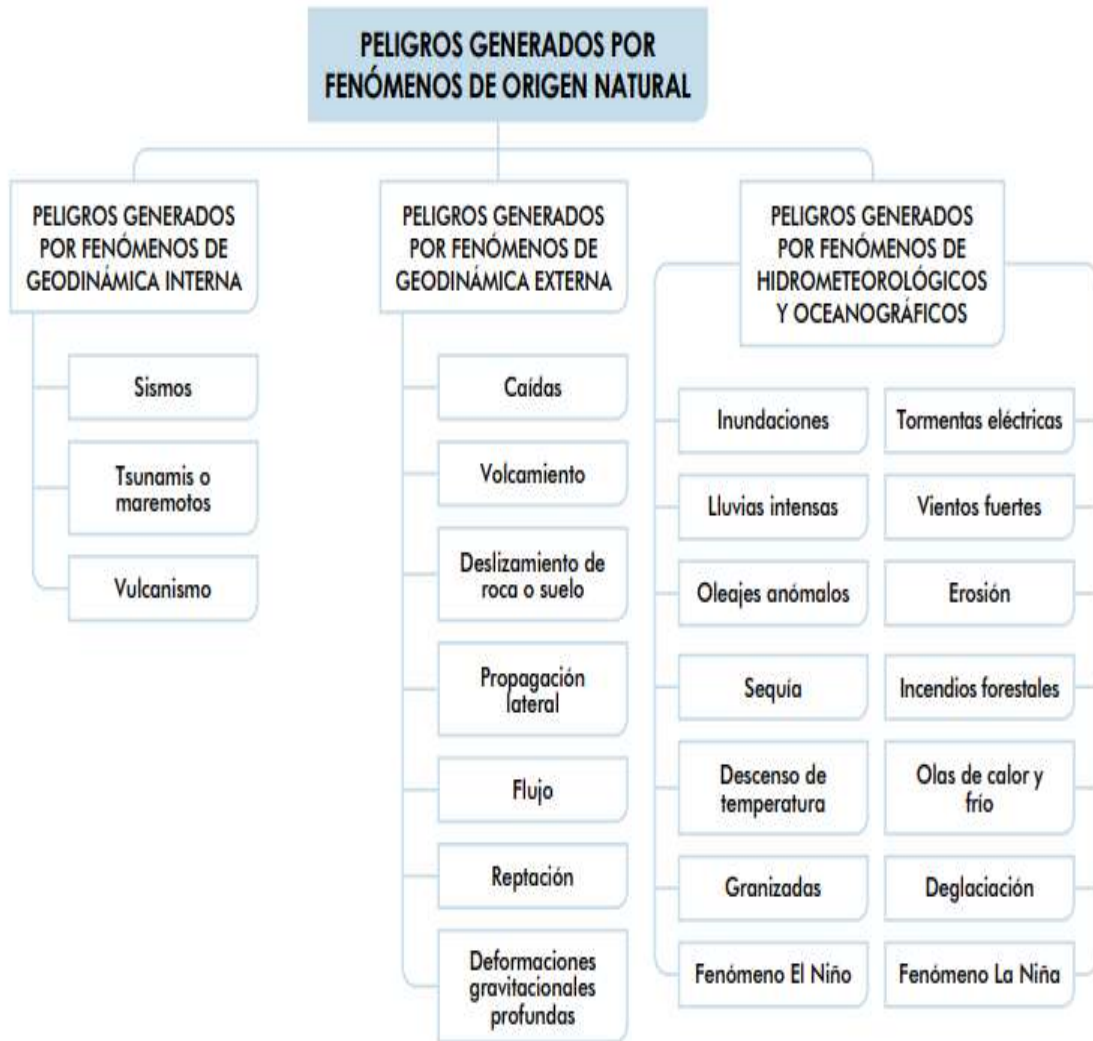 PELIGROS GENERADOS POR
FENÓMENOS DE ORIGEN NATURAL
PELIGROS GENERADOS
POR FENÓMENOS DE
GEODINÁMICA INTERNA
Sismos
Tsunamis o
maremotos
Vulcanismo
PELIGROS GENERADOS
POR FENÓMENOS DE
GEODINÁMICA EXTERNA
Caídas
Volcamiento
Deslizamiento de
roca o suelo
Propagación
lateral
Flujo
Reptación
Deformaciones
gravitacionales
profundas
PELIGROS GENERADOS
POR FENÓMENOS DE
HIDROMETEOROLÓGICOS
Y OCEANOGRÁFICOS
Inundaciones
Lluvias intensas
Oleajes anómalos
Sequía
Descenso de
temperatura
Granizadas
Fenómeno El Niño
Tormentas eléctricas
Vientos fuertes
Erosión
Incendios forestales
Olas de calor y
frío
Deglaciación
Fenómeno La Niña